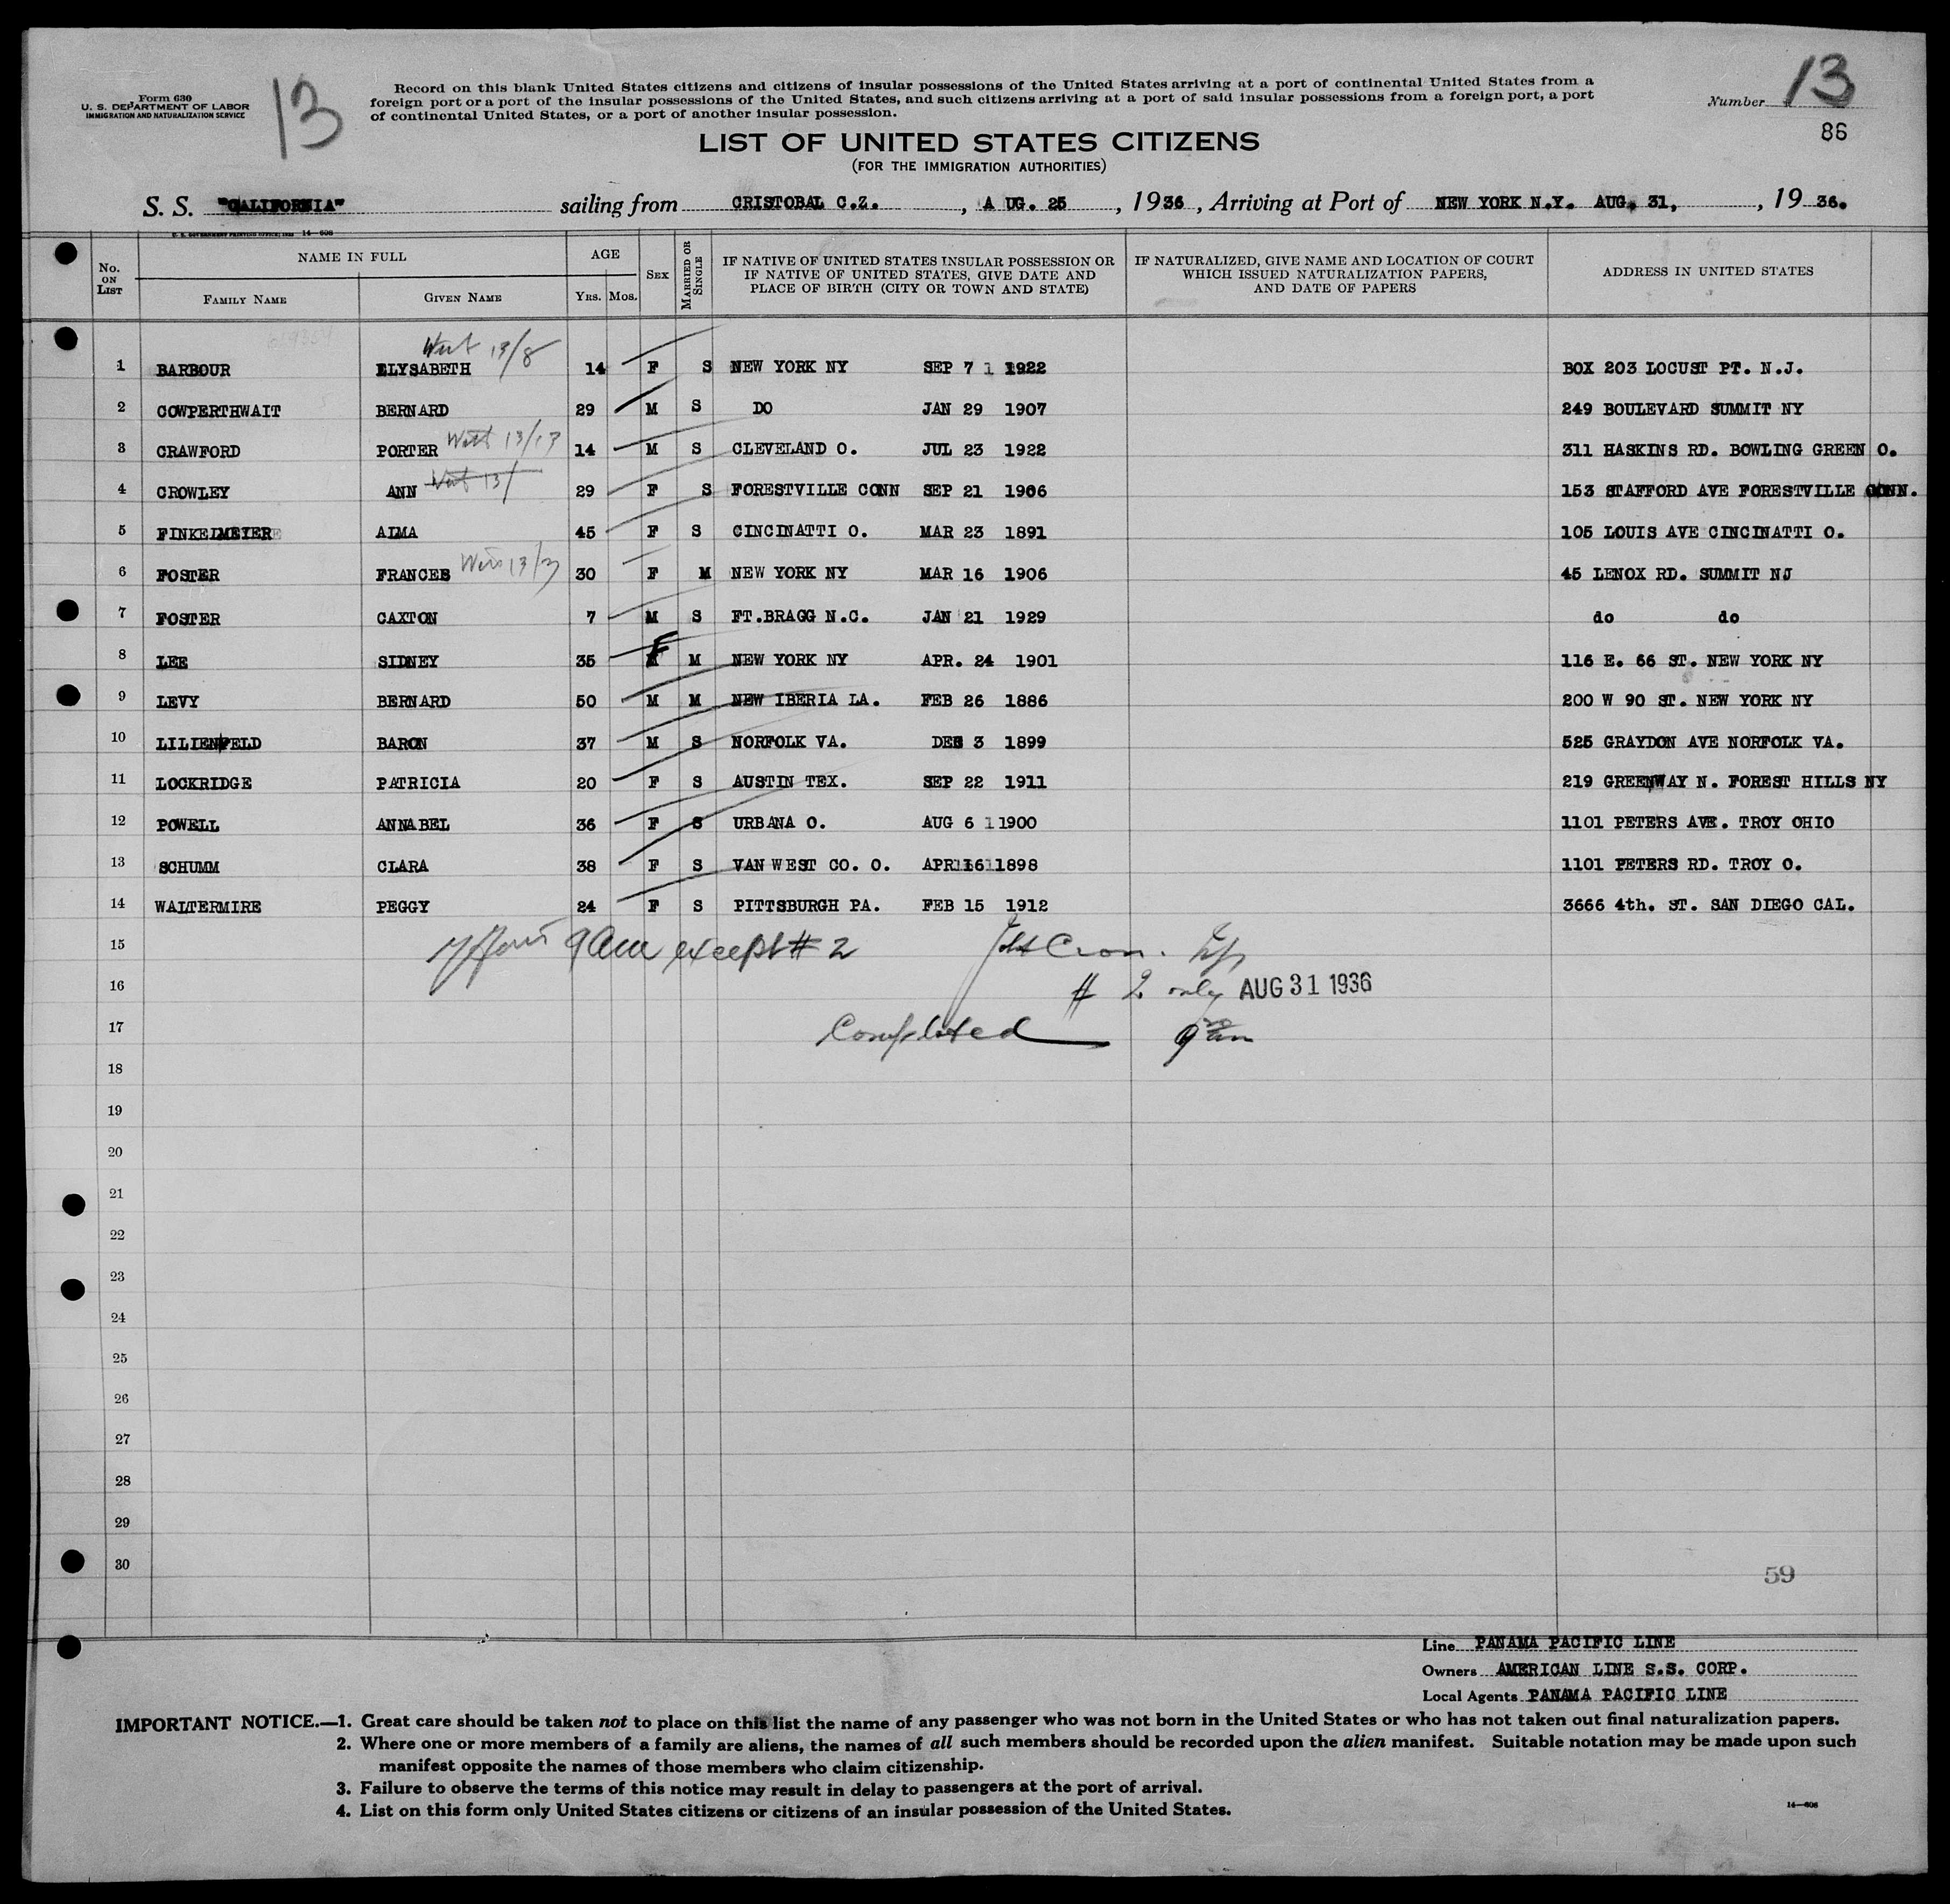 Form 630
U. S. DEPARTMENT OF LABOR
IMMIGRATION AND NATURALIZATION SERVICE
13
Record on this blank United States citizens and citizens of insular possessions of the United States arriving at a port of continental United States from a
foreign port or a port of the insular possessions of the United States, and such citizens arriving at a port of said insular possessions from a foreign port, a port
of continental United States, or a port of another insular possession.
Number 13
86
LIST OF UNITED STATES CITIZENS
(FOR THE IMMIGRATION AUTHORITIES)
S. S. "CALIFORNIA" sailing from CRISTOBAL C.Z., A UG. 25, 1936, Arriving at Port of NEW YORK N.Y. AUG. 31, , 19 36.
U. S. GOVERNMENT PRINTING OFFICE: 14—608
No. ON LIST NAME IN FULL FAMILY NAME GIVEN NAME AGE YRS. MOS. SEX MARRIED OR SINGLE IF NATIVE OF UNITED STATES INSULAR POSSESSION OR IF NATIVE OF UNITED STATES, GIVE DATE AND PLACE OF BIRTH (CITY OR TOWN AND STATE) IF NATURALIZED, GIVE NAME AND LOCATION OF COURT WHICH ISSUED NATURALIZATION PAPERS, AND DATE OF PAPERS ADDRESS IN UNITED STATES
13/8
1 BARBOUR ELYSABETH 14 F S NEW YORK NY SEP 7 1 1922 BOX 203 LOCUST PT. N.J.
2 COWPERTHWAIT BERNARD 29 M S DO JAN 29 1907 249 BOULEVARD SUMMIT NY
3 CRAWFORD PORTER 13/13 14 M S CLEVELAND O. JUL 23 1922 311 HASKINS RD. BOWLING GREEN O.
4 CROWLEY ANN 13/ 29 F S FORESTVILLE CONN SEP 21 1906 153 STAFFORD AVE FORESTVILLE CONN.
5 FINKELMEIER ALMA 45 F S CINCINATTI O. MAR 23 1891 105 LOUIS AVE CINCINATTI O.
6 FOSTER FRANCES 30 F M NEW YORK NY MAR 16 1906 45 LENOX RD. SUMMIT NJ
7 FOSTER CAXTON 7 M S FT.BRAGG N.C. JAN 21 1929 do do
8 LEE SIDNEY 35 F M NEW YORK NY APR. 24 1901 116 E. 66 ST. NEW YORK NY
9 LEVY BERNARD 50 M M NEW IBERIA LA. FEB 26 1886 200 W 90 ST. NEW YORK NY
10 LILIENFELD BARON 37 M S NORFOLK VA. DEC 3 1899 525 GRAYDON AVE NORFOLK VA.
11 LOCKRIDGE PATRICIA 20 F S AUSTIN TEX. SEP 22 1911 219 GREENWAY N. FOREST HILLS NY
12 POWELL ANNABEL 36 F S URBANA O. AUG 6 1 1900 1101 PETERS AVE. TROY OHIO
13 SCHUMM CLARA 38 F S VAN WEST CO. O. APR 16 1898 1101 PETERS RD. TROY O.
14 WALTERMIRE PEGGY 24 F S PITTSBURGH PA. FEB 15 1912 3666 4th. ST. SAN DIEGO CAL.
15 9 am except # 2
16 # 2 only AUG 31 1936
17 Completed
18
19
20
21
22
23
24
25
26
27
28
29
30
59
Line PANAMA PACIFIC LINE
Owners AMERICAN LINE S.S. CORP.
Local Agents PANAMA PACIFIC LINE
IMPORTANT NOTICE.—1. Great care should be taken not to place on this list the name of any passenger who was not born in the United States or who has not taken out final naturalization papers.
2. Where one or more members of a family are aliens, the names of all such members should be recorded upon the alien manifest. Suitable notation may be made upon such
manifest opposite the names of those members who claim citizenship.
3. Failure to observe the terms of this notice may result in delay to passengers at the port of arrival.
4. List on this form only United States citizens or citizens of an insular possession of the United States.
14—608